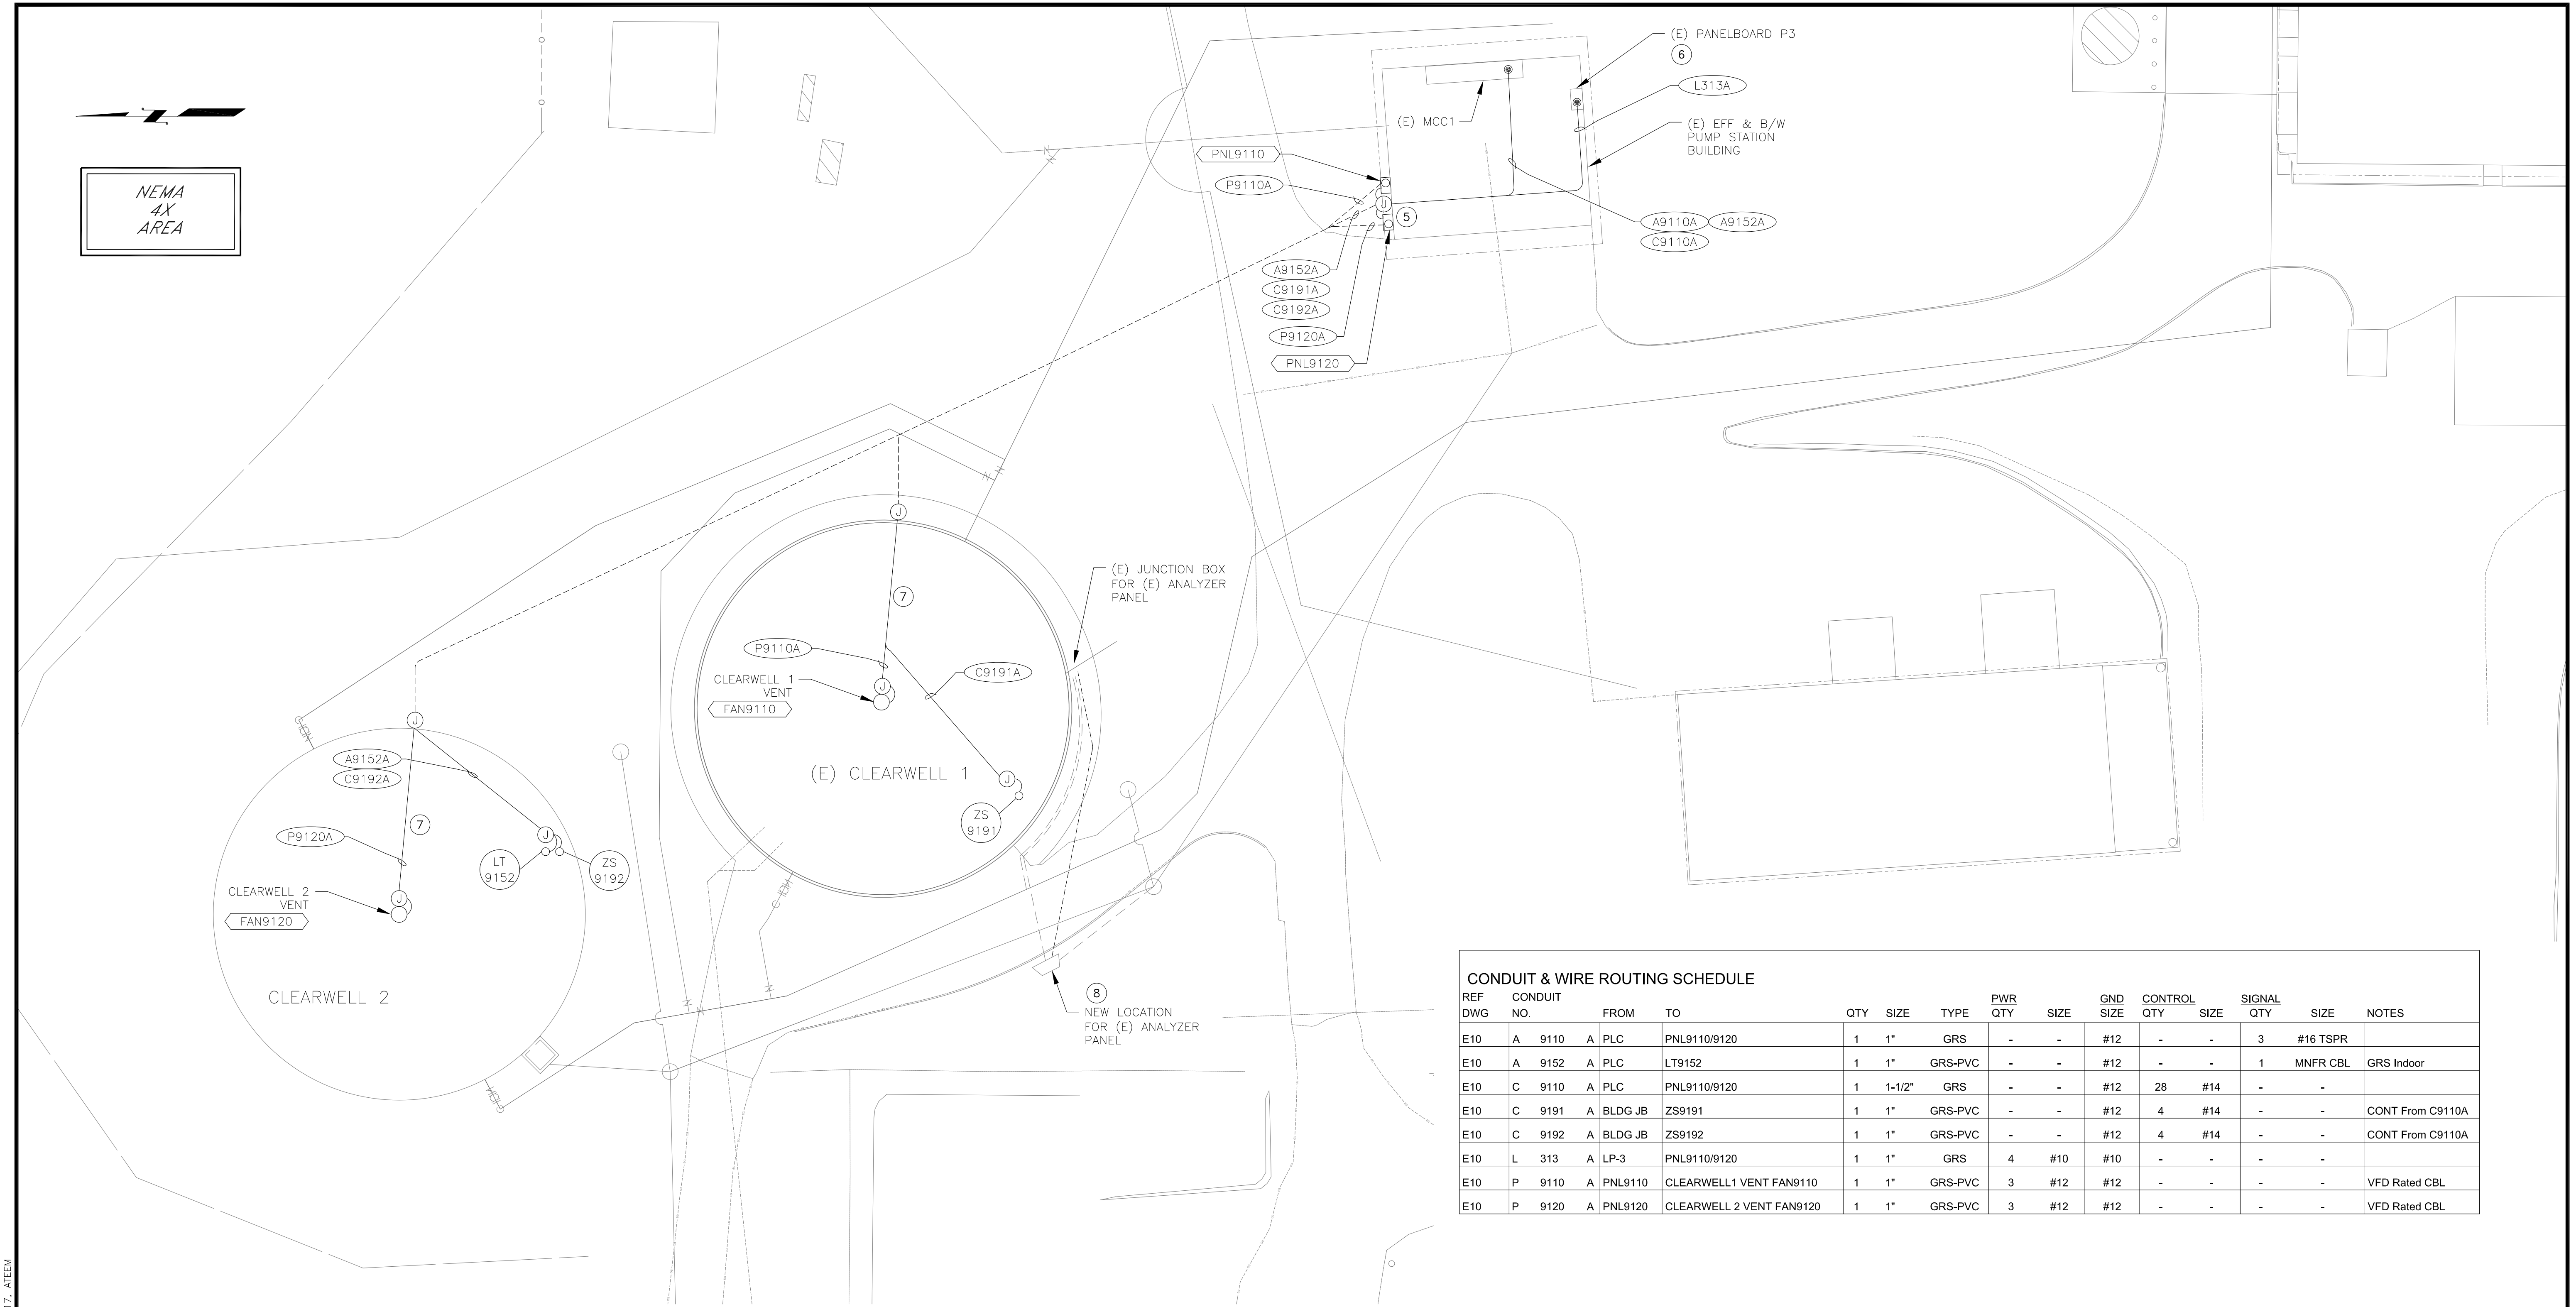 NEMA
4X
AREA
(E) PANELBOARD P3
6
L313A
(E) MCC1
(E) EFF & B/W
PUMP STATION
BUILDING
PNL9110
P9110A
J
5
A9110A A9152A
C9110A
A9152A
C9191A
C9192A
P9120A
PNL9120
J
7
(E) JUNCTION BOX
FOR (E) ANALYZER
PANEL
P9110A
C9191A
CLEARWELL 1
VENT
FAN9110
J
(E) CLEARWELL 1
J
ZS
9191
J
A9152A
C9192A
7
P9120A
J
LT
9152
ZS
9192
CLEARWELL 2
VENT
FAN9120
J
CLEARWELL 2
8
NEW LOCATION
FOR (E) ANALYZER
PANEL
CONDUIT & WIRE ROUTING SCHEDULE
REF CONDUIT PWR GND CONTROL SIGNAL
DWG NO. FROM TO QTY SIZE TYPE QTY SIZE SIZE QTY SIZE QTY SIZE NOTES
E10 A 9110 A PLC PNL9110/9120 1 1" GRS - - #12 - - 3 #16 TSPR
E10 A 9152 A PLC LT9152 1 1" GRS-PVC - - #12 - - 1 MNFR CBL GRS Indoor
E10 C 9110 A PLC PNL9110/9120 1 1-1/2" GRS - - #12 28 #14 - -
E10 C 9191 A BLDG JB ZS9191 1 1" GRS-PVC - - #12 4 #14 - - CONT From C9110A
E10 C 9192 A BLDG JB ZS9192 1 1" GRS-PVC - - #12 4 #14 - - CONT From C9110A
E10 L 313 A LP-3 PNL9110/9120 1 1" GRS 4 #10 #10 - - - -
E10 P 9110 A PNL9110 CLEARWELL1 VENT FAN9110 1 1" GRS-PVC 3 #12 #12 - - - - VFD Rated CBL
E10 P 9120 A PNL9120 CLEARWELL 2 VENT FAN9120 1 1" GRS-PVC 3 #12 #12 - - - - VFD Rated CBL
17, ATEEM